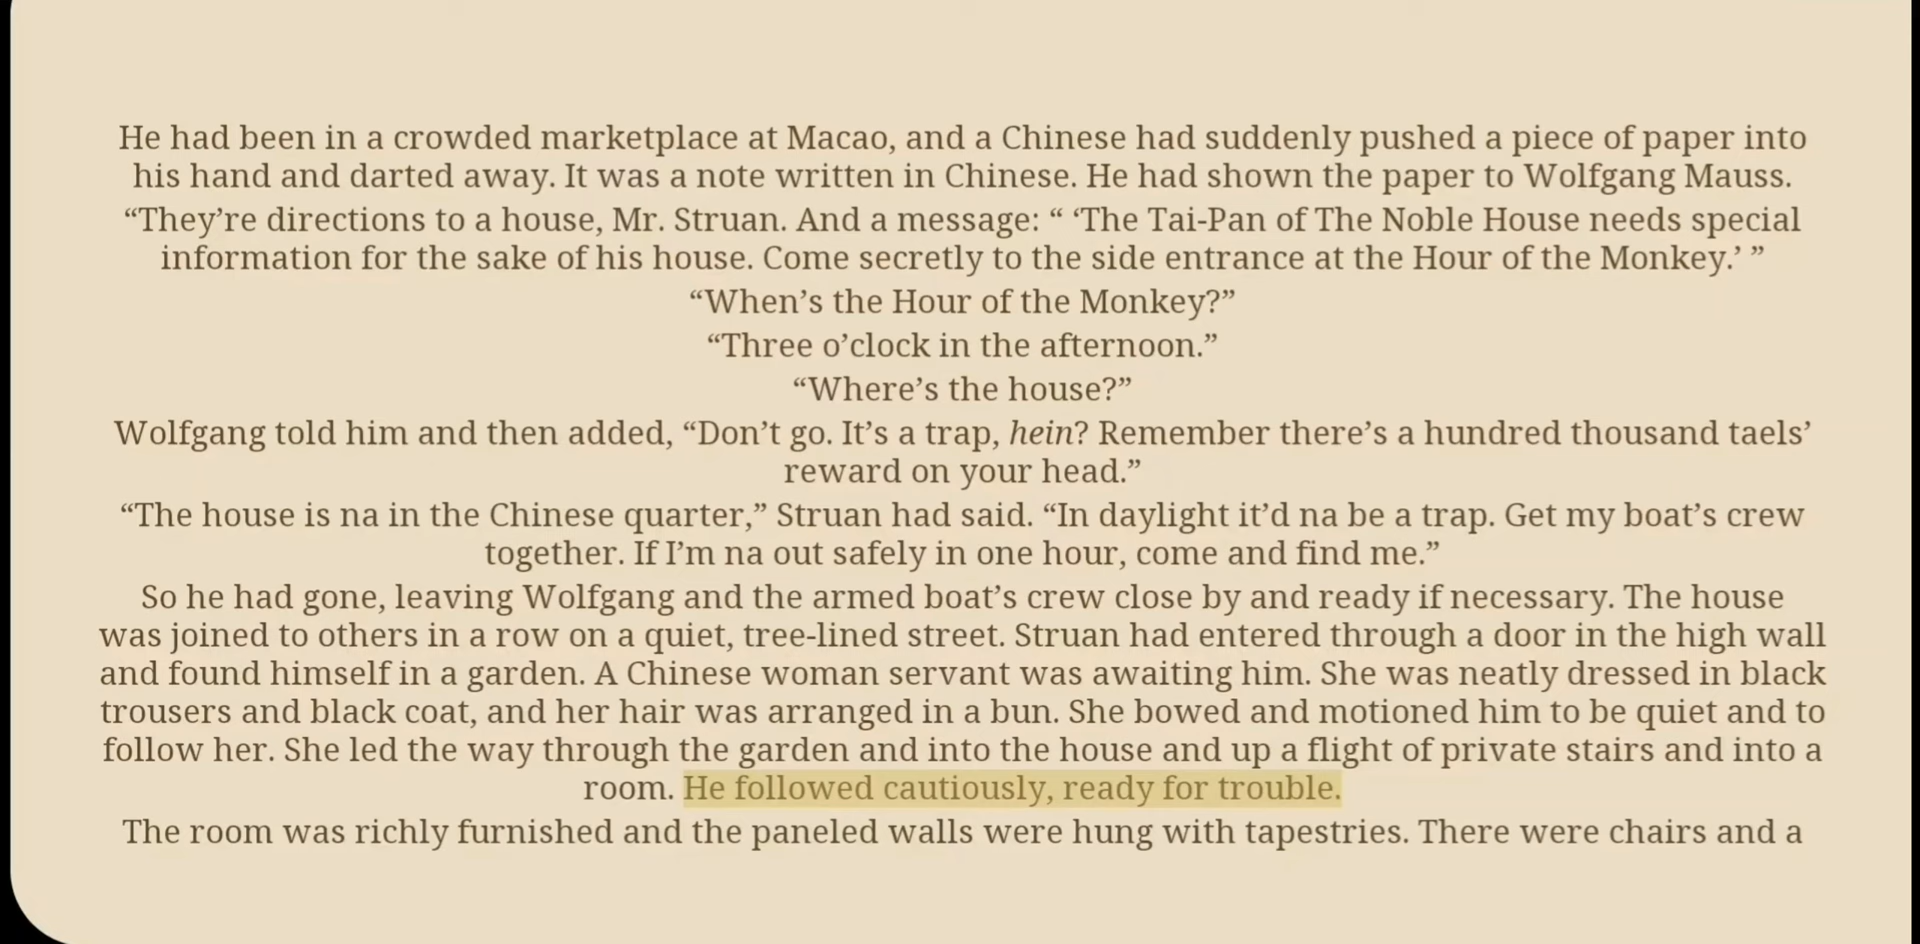 He had been in a crowded marketplace at Macao, and a Chinese had suddenly pushed a piece of paper into
his hand and darted away. It was a note written in Chinese. He had shown the paper to Wolfgang Mauss.
“They’re directions to a house, Mr. Struan. And a message: “ ‘The Tai-Pan of The Noble House needs special
information for the sake of his house. Come secretly to the side entrance at the Hour of the Monkey.’ ”
“When’s the Hour of the Monkey?”
“Three o’clock in the afternoon.”
“Where’s the house?”
Wolfgang told him and then added, “Don’t go. It’s a trap, hein? Remember there’s a hundred thousand taels’
reward on your head.”
“The house is na in the Chinese quarter,” Struan had said. “In daylight it’d na be a trap. Get my boat’s crew
together. If I’m na out safely in one hour, come and find me.”
So he had gone, leaving Wolfgang and the armed boat’s crew close by and ready if necessary. The house
was joined to others in a row on a quiet, tree-lined street. Struan had entered through a door in the high wall
and found himself in a garden. A Chinese woman servant was awaiting him. She was neatly dressed in black
trousers and black coat, and her hair was arranged in a bun. She bowed and motioned him to be quiet and to
follow her. She led the way through the garden and into the house and up a flight of private stairs and into a
room. He followed cautiously, ready for trouble.
The room was richly furnished and the paneled walls were hung with tapestries. There were chairs and a